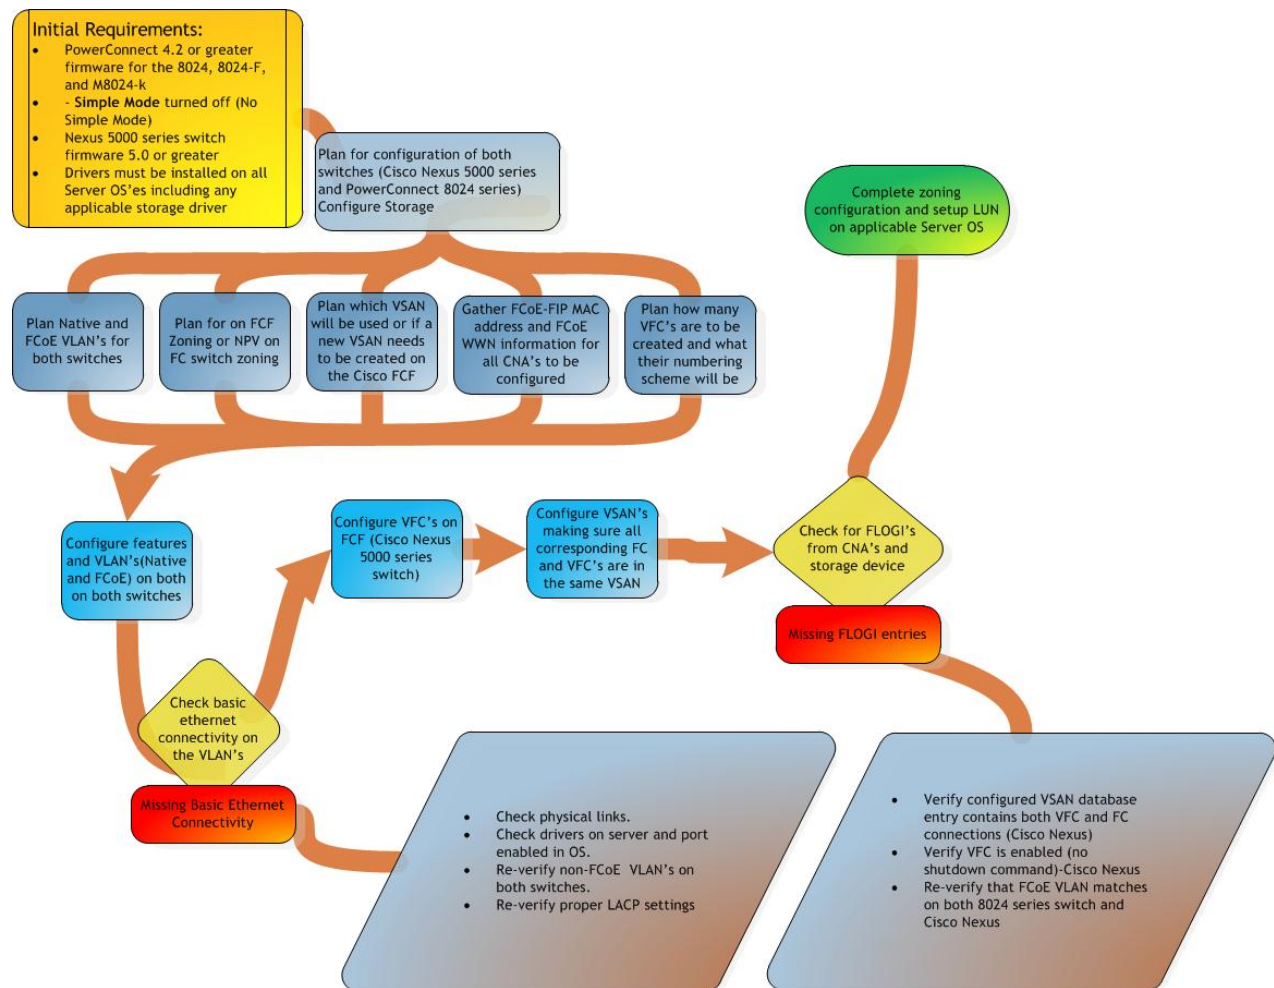 Initial Requirements:
• PowerConnect 4.2 or greater
firmware for the 8024, 8024-F,
and M8024-k
• - Simple Mode turned off (No
Simple Mode)
• Nexus 5000 series switch
firmware 5.0 or greater
• Drivers must be installed on all
Server OS'es including any
applicable storage driver
Plan for configuration of both
switches (Cisco Nexus 5000 series
and PowerConnect 8024 series)
Configure Storage
Complete zoning
configuration and setup LUN
on applicable Server OS
Plan Native and
FCoE VLAN's for
both switches
Plan for on FCF
Zoning or NPV on
FC switch zoning
Plan which VSAN
will be used or if a
new VSAN needs
to be created on
the Cisco FCF
Gather FCoE-FIP MAC
address and FCoE
WWN information for
all CNA's to be
configured
Plan how many
VFC's are to be
created and what
their numbering
scheme will be
Configure features
and VLAN's(Native
and FCoE) on both
on both switches
Configure VFC's on
FCF (Cisco Nexus
5000 series
switch)
Configure VSAN's
making sure all
corresponding FC
and VFC's are in
the same VSAN
Check for FLOGI's
from CNA's and
storage device
Missing FLOGI entries
Check basic
ethernet
connectivity on
the VLAN's
Missing Basic Ethernet
Connectivity
• Check physical links.
• Check drivers on server and port
enabled in OS.
• Re-verify non-FCoE VLAN's on
both switches.
• Re-verify proper LACP settings
• Verify configured VSAN database
entry contains both VFC and FC
connections (Cisco Nexus)
• Verify VFC is enabled (no
shutdown command)-Cisco Nexus
• Re-verify that FCoE VLAN matches
on both 8024 series switch and
Cisco Nexus